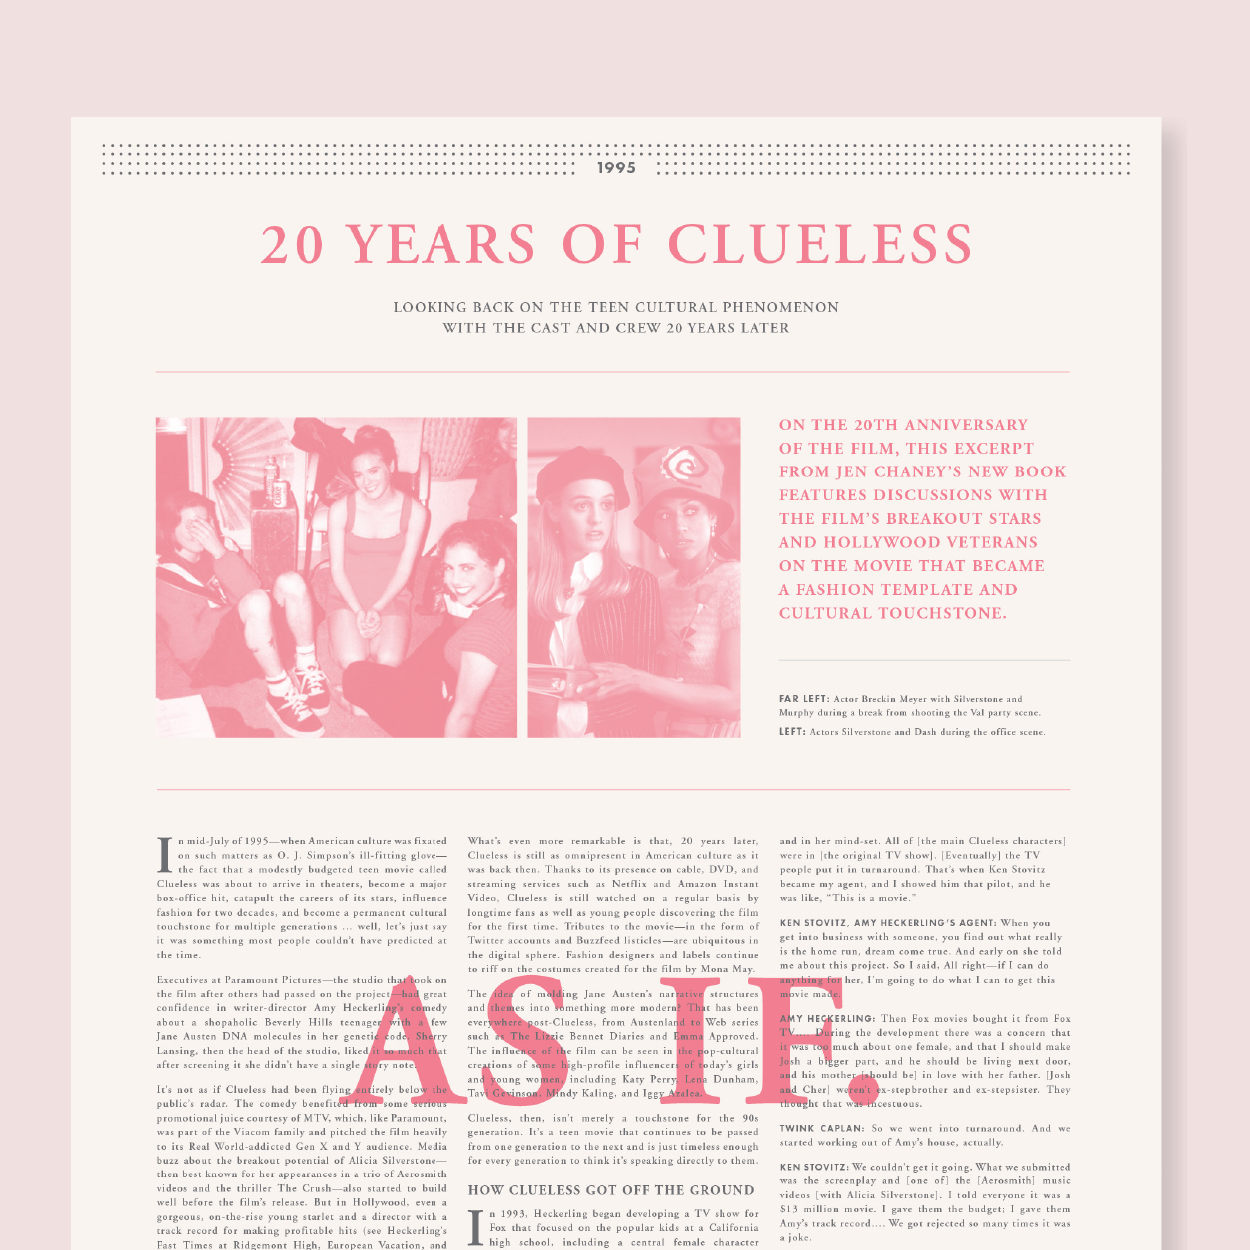 1995
20 YEARS OF CLUELESS
LOOKING BACK ON THE TEEN CULTURAL PHENOMENON
WITH THE CAST AND CREW 20 YEARS LATER
ON THE 20TH ANNIVERSARY
OF THE FILM, THIS EXCERPT
FROM JEN CHANEY'S NEW BOOK
FEATURES DISCUSSIONS WITH
THE FILM'S BREAKOUT STARS
AND HOLLYWOOD VETERANS
ON THE MOVIE THAT BECAME
A FASHION TEMPLATE AND
CULTURAL TOUCHSTONE.
FAR LEFT: Actor Breckin Meyer with Silverstone and
Murphy during a break from shooting the Val party scene.
LEFT: Actors Silverstone and Dash during the office scene.
In mid-July of 1995—when American culture was fixated
on such matters as O. J. Simpson's ill-fitting glove—
the fact that a modestly budgeted teen movie called
Clueless was about to arrive in theaters, become a major
box-office hit, catapult the careers of its stars, influence
fashion for two decades, and become a permanent cultural
touchstone for multiple generations ... well, let's just say
it was something most people couldn't have predicted at
the time.
Executives at Paramount Pictures—the studio that took on
the film after others had passed on the project—had great
confidence in writer-director Amy Heckerling's comedy
about a shopaholic Beverly Hills teenager with a few
Jane Austen DNA molecules in her genetic code. Sherry
Lansing, then the head of the studio, liked it so much that
after screening it she didn't have a single story note.
It's not as if Clueless had been flying entirely below the
public's radar. The comedy benefited from some serious
promotional juice courtesy of MTV, which, like Paramount,
was part of the Viacom family and pitched the film heavily
to its Real World-addicted Gen X and Y audience. Media
buzz about the breakout potential of Alicia Silverstone—
then best known for her appearances in a trio of Aerosmith
videos and the thriller The Crush—also started to build
well before the film's release. But in Hollywood, even a
gorgeous, on-the-rise young starlet and a director with a
track record for making profitable hits (see Heckerling's
Fast Times at Ridgemont High, European Vacation, and
What's even more remarkable is that, 20 years later,
Clueless is still as omnipresent in American culture as it
was back then. Thanks to its presence on cable, DVD, and
streaming services such as Netflix and Amazon Instant
Video, Clueless is still watched on a regular basis by
longtime fans as well as young people discovering the film
for the first time. Tributes to the movie—in the form of
Twitter accounts and Buzzfeed listicles—are ubiquitous in
the digital sphere. Fashion designers and labels continue
to riff on the costumes created for the film by Mona May.
The idea of molding Jane Austen's narrative structures
and themes into something more modern? That has been
everywhere post-Clueless, from Austenland to Web series
such as The Lizzie Bennet Diaries and Emma Approved.
The influence of the film can be seen in the pop-cultural
creations of some high-profile influencers of today's girls
and young women, including Katy Perry, Lena Dunham,
Tavi Gevinson, Mindy Kaling, and Iggy Azalea.
Clueless, then, isn't merely a touchstone for the 90s
generation. It's a teen movie that continues to be passed
from one generation to the next and is just timeless enough
for every generation to think it's speaking directly to them.
HOW CLUELESS GOT OFF THE GROUND
In 1993, Heckerling began developing a TV show for
Fox that focused on the popular kids at a California
high school, including a central female character
and in her mind-set. All of [the main Clueless characters]
were in [the original TV show]. [Eventually] the TV
people put it in turnaround. That's when Ken Stovitz
became my agent, and I showed him that pilot, and he
was like, "This is a movie."
KEN STOVITZ, AMY HECKERLING'S AGENT: When you
get into business with someone, you find out what really
is the home run, dream come true. And early on she told
me about this project. So I said, All right—if I can do
anything for her, I'm going to do what I can to get this
movie made.
AMY HECKERLING: Then Fox movies bought it from Fox
TV.... During the development there was a concern that
it was too much about one female, and that I should make
Josh a bigger part, and he should be living next door,
and his mother [should be] in love with her father. [Josh
and Cher] weren't ex-stepbrother and ex-stepsister. They
thought that was incestuous.
TWINK CAPLAN: So we went into turnaround. And we
started working out of Amy's house, actually.
KEN STOVITZ: We couldn't get it going. What we submitted
was the screenplay and [one of] the [Aerosmith] music
videos [with Alicia Silverstone]. I told everyone it was a
$13 million movie. I gave them the budget; I gave them
Amy's track record.... We got rejected so many times it was
a joke.
AS IF.